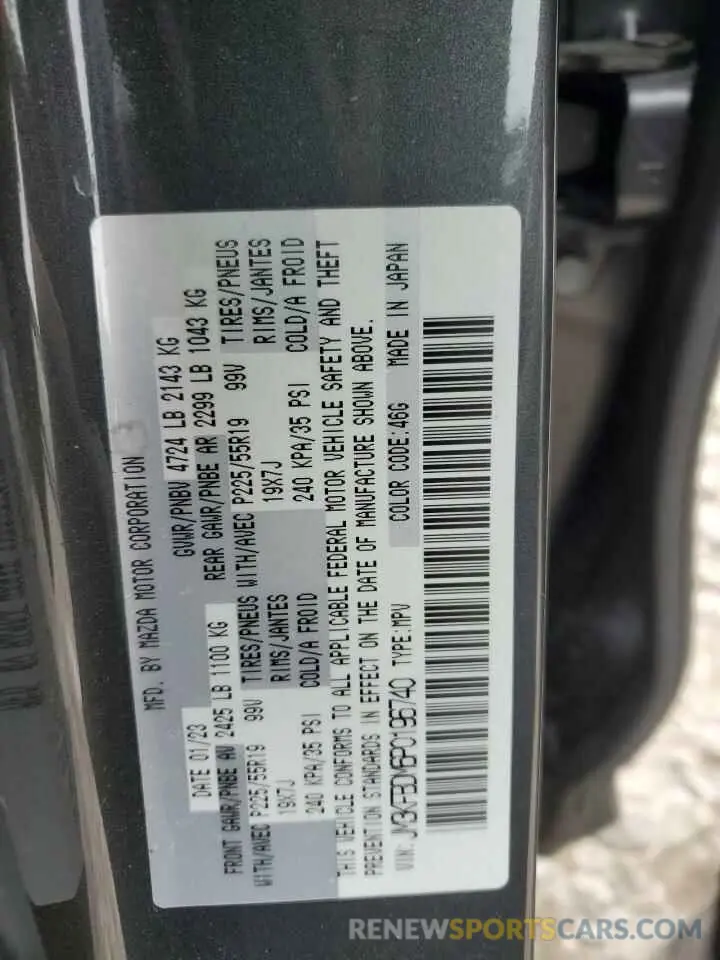 MFD. BY MAZDA MOTOR CORPORATION
DATE 01/23 GVWR/PNBV 4724 LB 2143 KG
FRONT GAWR/PNBE AV 2425 LB 1100 KG REAR GAWR/PNBE AR 2299 LB 1043 KG
WITH/AVEC P225/55R19 99V TIRES/PNEUS WITH/AVEC P225/55R19 99V TIRES/PNEUS
19X7J RIMS/JANTES 19X7J RIMS/JANTES
240 KPA/35 PSI COLD/A FROID 240 KPA/35 PSI COLD/A FROID
THIS VEHICLE CONFORMS TO ALL APPLICABLE FEDERAL MOTOR VEHICLE SAFETY AND THEFT
PREVENTION STANDARDS IN EFFECT ON THE DATE OF MANUFACTURE SHOWN ABOVE.
VIN: JM3KFBDM6P0196740 TYPE:MPV COLOR CODE:46G MADE IN JAPAN
RENEWSPORTSCARS.COM